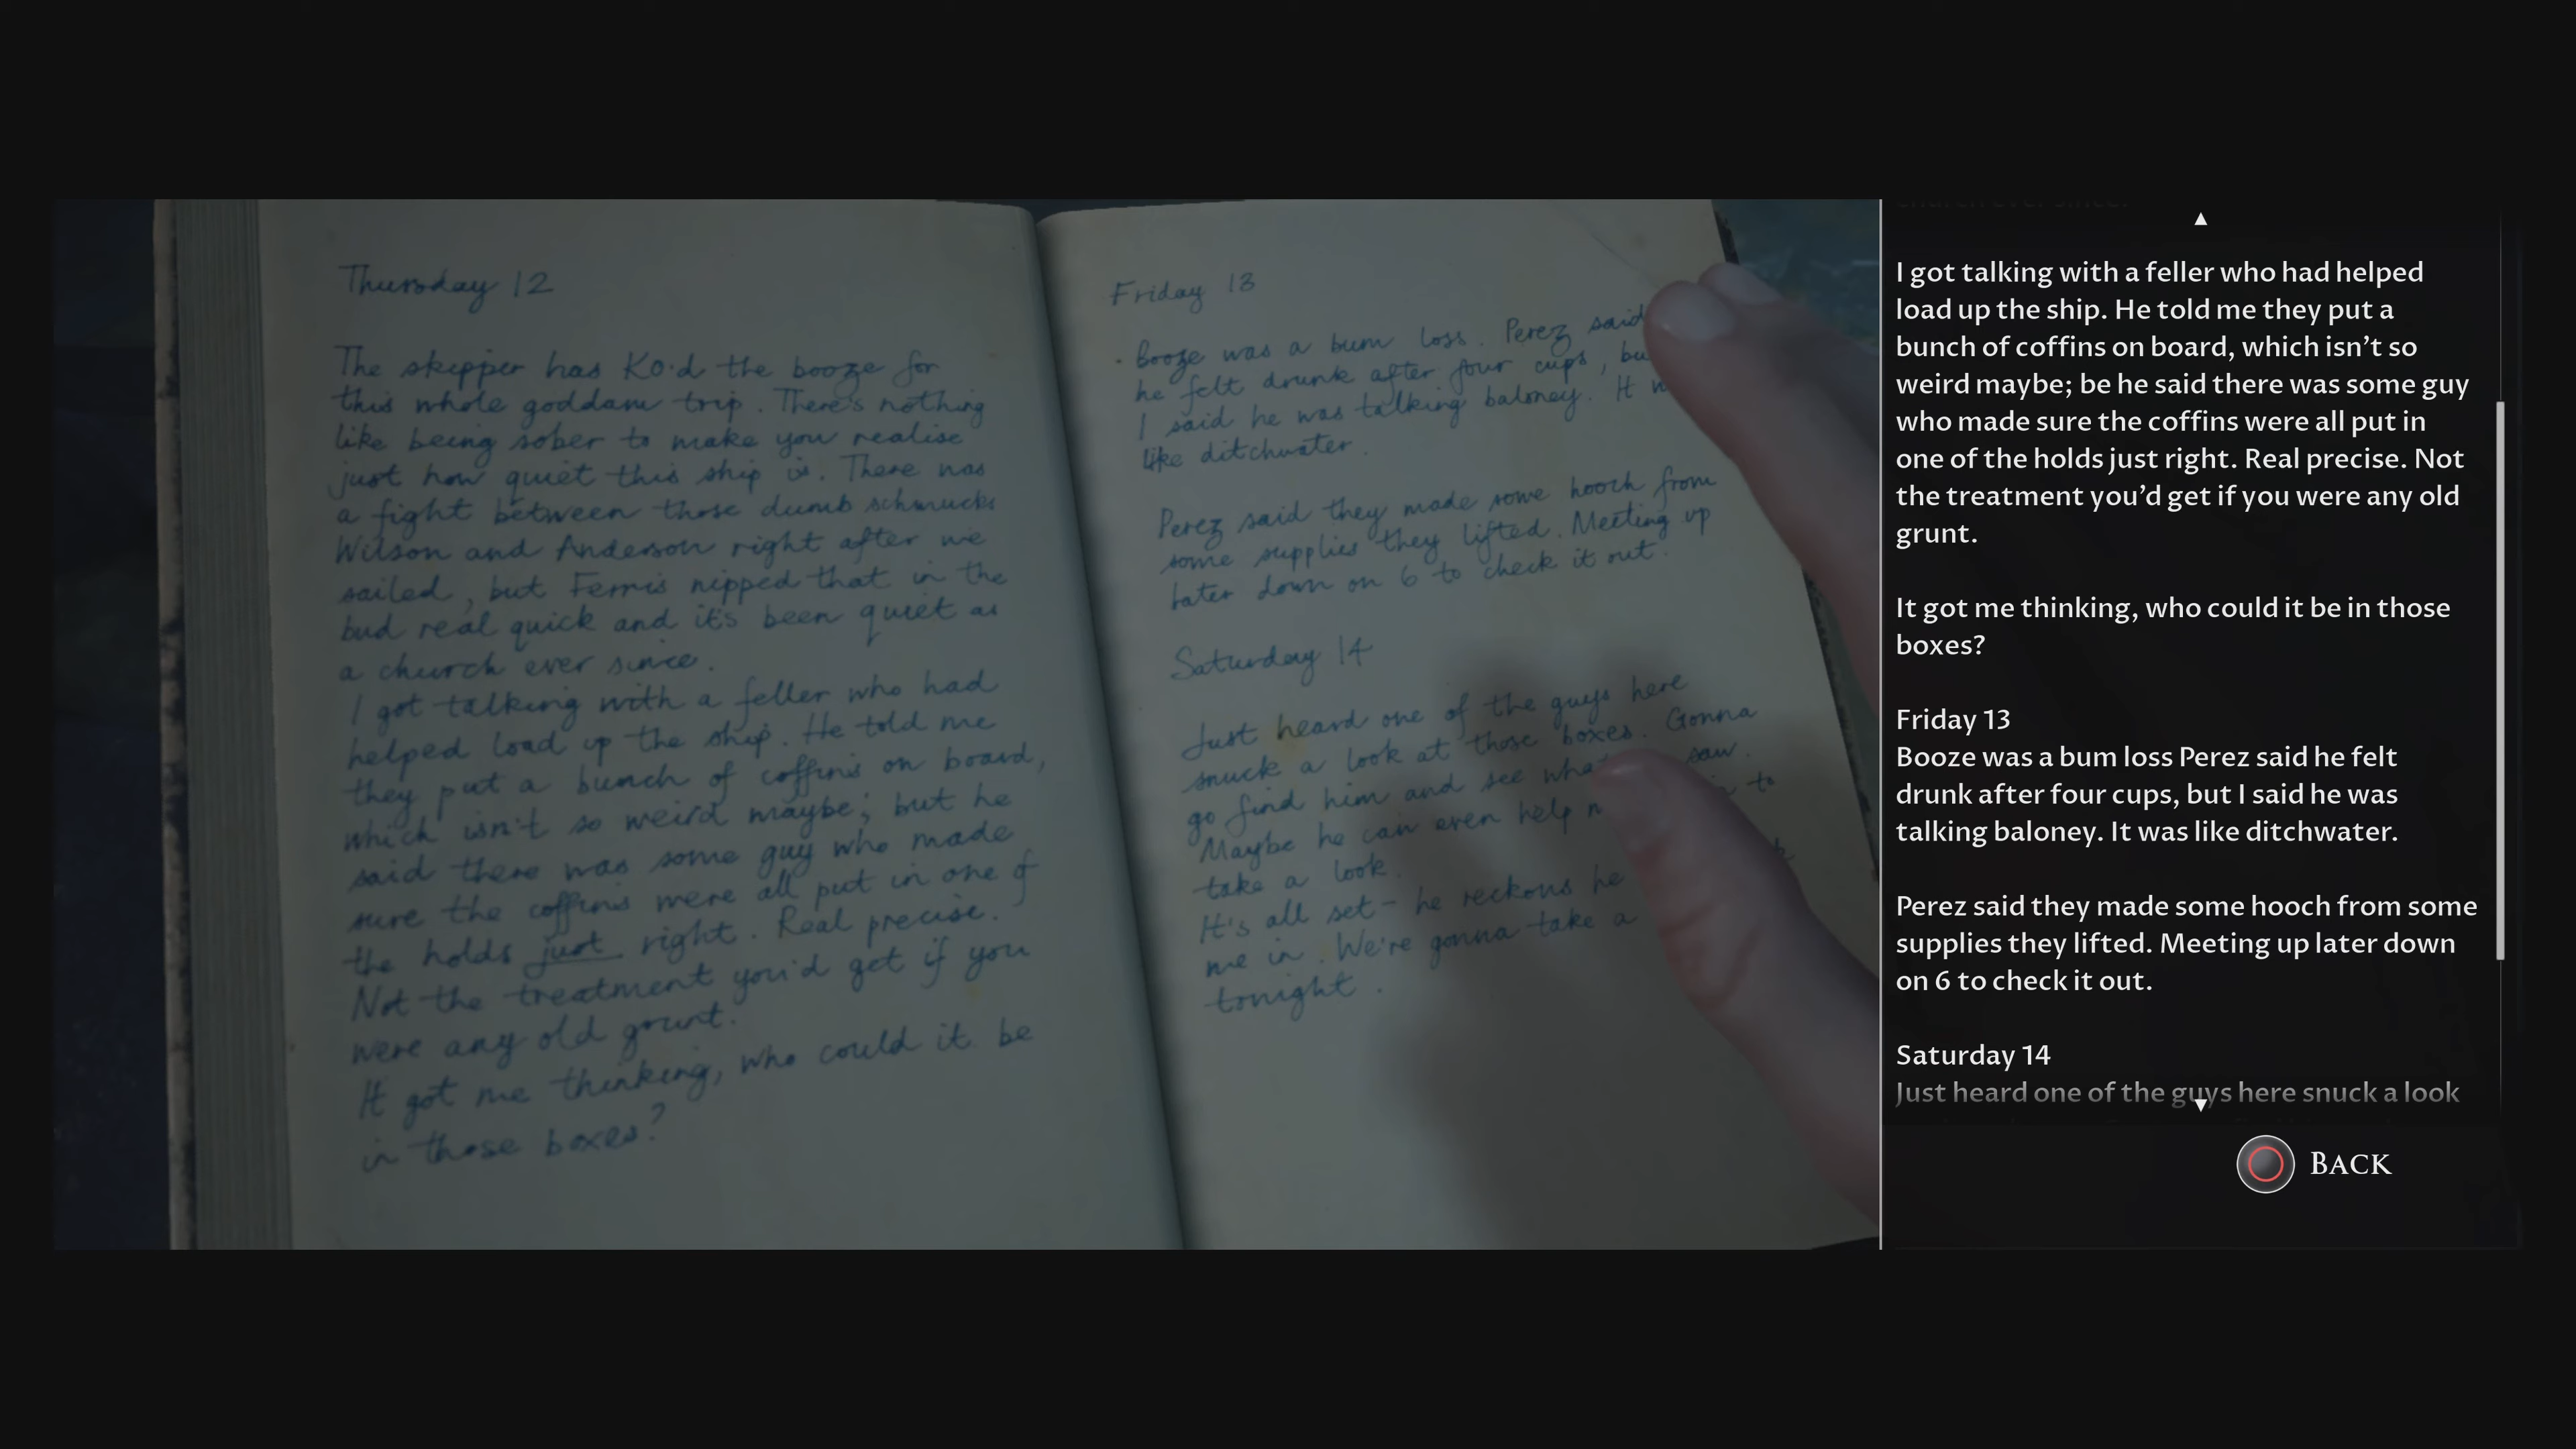 Thursday 12
The skipper has KO'd the booze for
this whole goddam trip. There's nothing
like being sober to make you realise
just how quiet this ship is. There was
a fight between those dumb schmucks
Wilson and Anderson right after we
sailed, but Ferris nipped that in the
bud real quick and it's been quiet as
a church ever since.
I got talking with a feller who had
helped load up the ship. He told me
they put a bunch of coffins on board,
which isn't so weird maybe; but he
said there was some guy who made
sure the coffins were all put in one of
the holds just right. Real precise.
Not the treatment you'd get if you
were any old grunt.
It got me thinking, who could it be
in those boxes?
Friday 13
Booze was a bum loss. Perez said
he felt drunk after four cups, bu
I said he was talking baloney. It w
like ditchwater.
Perez said they made some hooch from
some supplies they lifted. Meeting up
later down on 6 to check it out.
Saturday 14
Just heard one of the guys here
snuck a look at those boxes. Gonna
go find him and see what saw.
Maybe he can even help to
take a look.
It's all set - he reckons he
me in. We're gonna take a
tonight.
church ever since.
▲
I got talking with a feller who had helped
load up the ship. He told me they put a
bunch of coffins on board, which isn't so
weird maybe; be he said there was some guy
who made sure the coffins were all put in
one of the holds just right. Real precise. Not
the treatment you'd get if you were any old
grunt.
It got me thinking, who could it be in those
boxes?
Friday 13
Booze was a bum loss Perez said he felt
drunk after four cups, but I said he was
talking baloney. It was like ditchwater.
Perez said they made some hooch from some
supplies they lifted. Meeting up later down
on 6 to check it out.
Saturday 14
Just heard one of the guys here snuck a look
▼
BACK